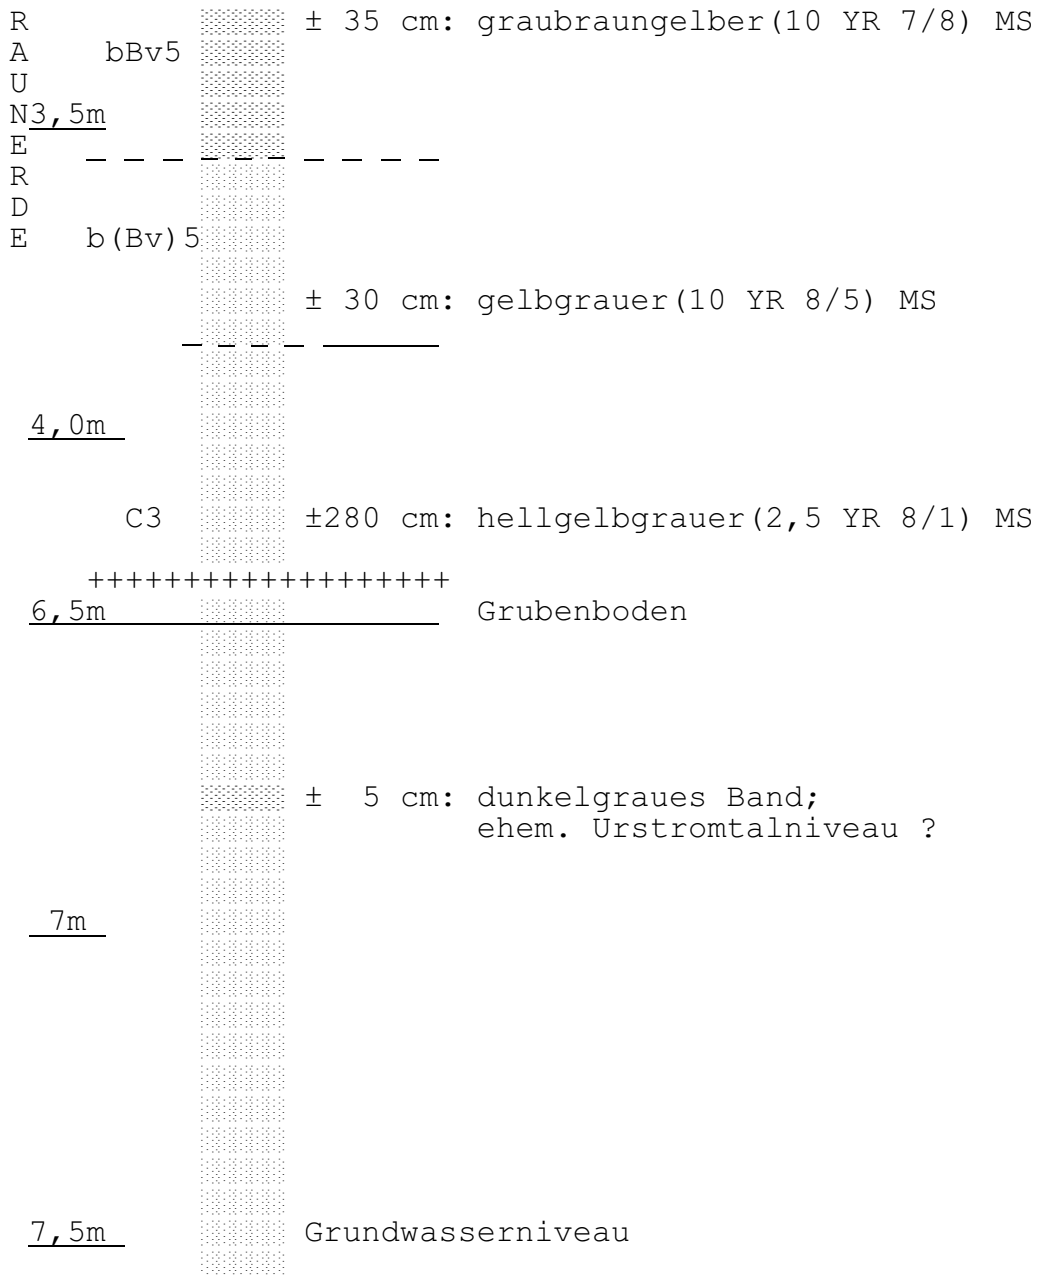 R ± 35 cm: graubraungelber(10 YR 7/8) MS
A bBv5
U
N 3,5m
E
R
D
E b(Bv)5
± 30 cm: gelbgrauer(10 YR 8/5) MS
4,0m
C3 ±280 cm: hellgelbgrauer(2,5 YR 8/1) MS
+++++++++++++++++++
6,5m Grubenboden
± 5 cm: dunkelgraues Band;
ehem. Urstromtalniveau ?
7m
7,5m Grundwasserniveau